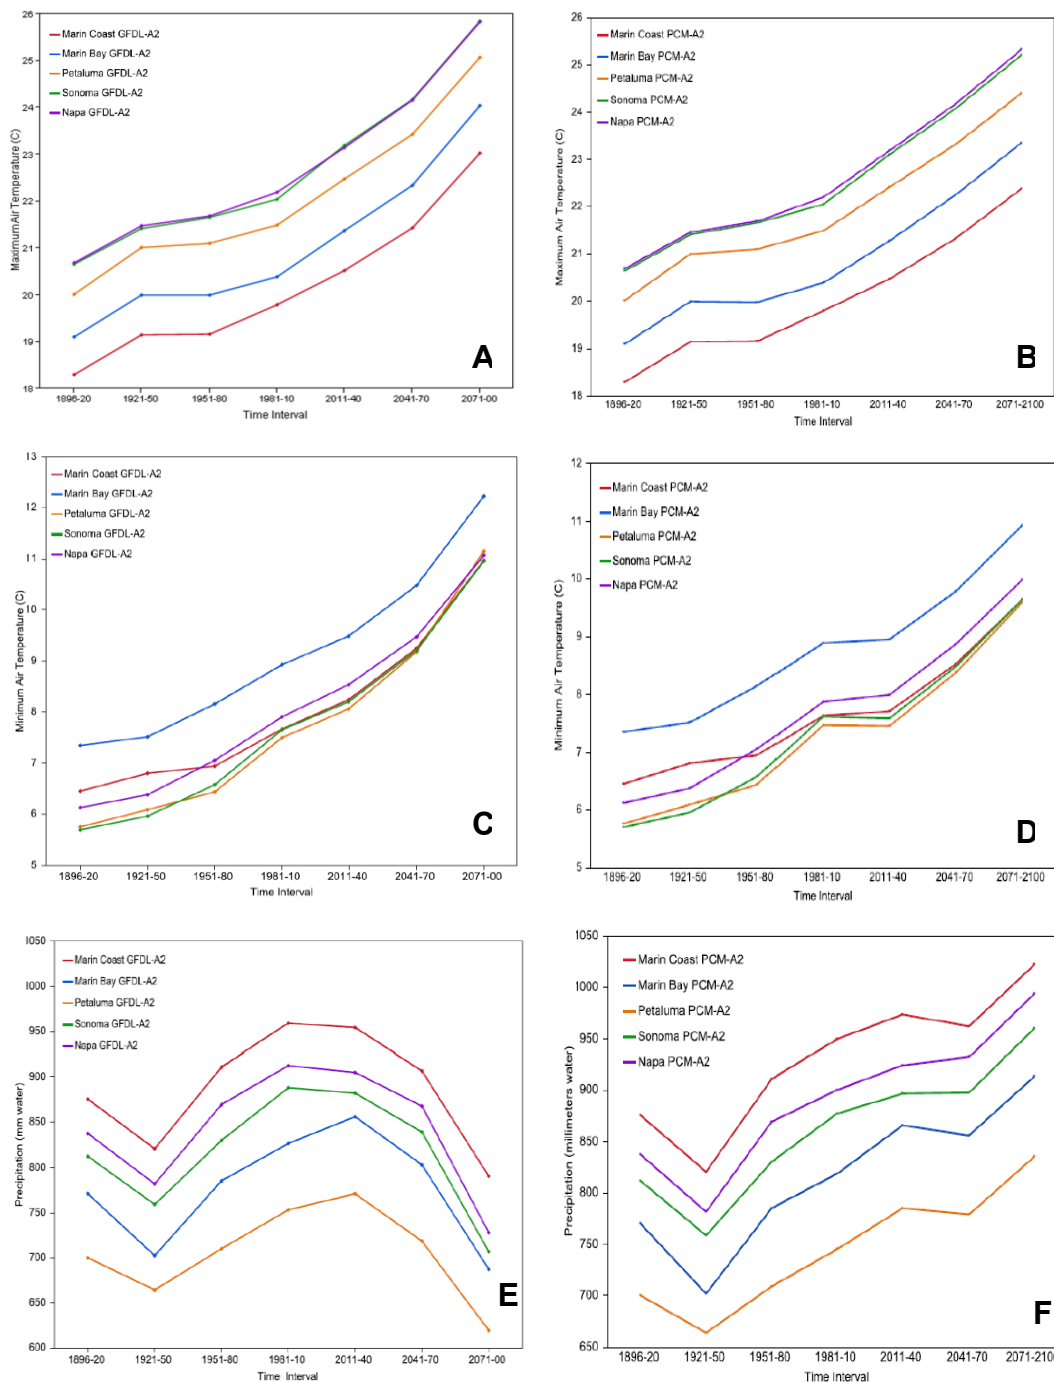 26
25
24
23
22
21
20
19
18
Maximum Air Temperature (C)
Marin Coast GFDL-A2
Marin Bay GFDL-A2
Petaluma GFDL-A2
Sonoma GFDL-A2
Napa GFDL-A2
A
1896-20 1921-50 1951-80 1981-10 2011-40 2041-70 2071-00
Time Interval
26
25
24
23
22
21
20
19
18
Maximum Air Temperature (C)
Marin Coast PCM-A2
Marin Bay PCM-A2
Petaluma PCM-A2
Sonoma PCM-A2
Napa PCM-A2
B
1896-20 1921-50 1951-80 1981-10 2011-40 2041-70 2071-2100
Time Interval
13
12
11
10
9
8
7
6
5
Minimum Air Temperature (C)
Marin Coast GFDL-A2
Marin Bay GFDL-A2
Petaluma GFDL-A2
Sonoma GFDL-A2
Napa GFDL-A2
C
1896-20 1921-50 1951-80 1981-10 2011-40 2041-70 2071-00
Time Interval
12
11
10
9
8
7
6
5
Minimum Air Temperature (C)
Marin Coast PCM-A2
Marin Bay PCM-A2
Petaluma PCM-A2
Sonoma PCM-A2
Napa PCM-A2
D
1896-20 1921-50 1951-80 1981-10 2011-40 2041-70 2071-2100
Time Interval
1050
1000
950
900
850
800
750
700
650
600
Precipitation (mm water)
Marin Coast GFDL-A2
Marin Bay GFDL-A2
Petaluma GFDL-A2
Sonoma GFDL-A2
Napa GFDL-A2
E
1896-20 1921-50 1951-80 1981-10 2011-40 2041-70 2071-00
Time Interval
1050
1000
950
900
850
800
750
700
650
Precipitation (millimeters water)
Marin Coast PCM-A2
Marin Bay PCM-A2
Petaluma PCM-A2
Sonoma PCM-A2
Napa PCM-A2
F
1896-20 1921-50 1951-80 1981-10 2011-40 2041-70 2071-2100
Time Interval